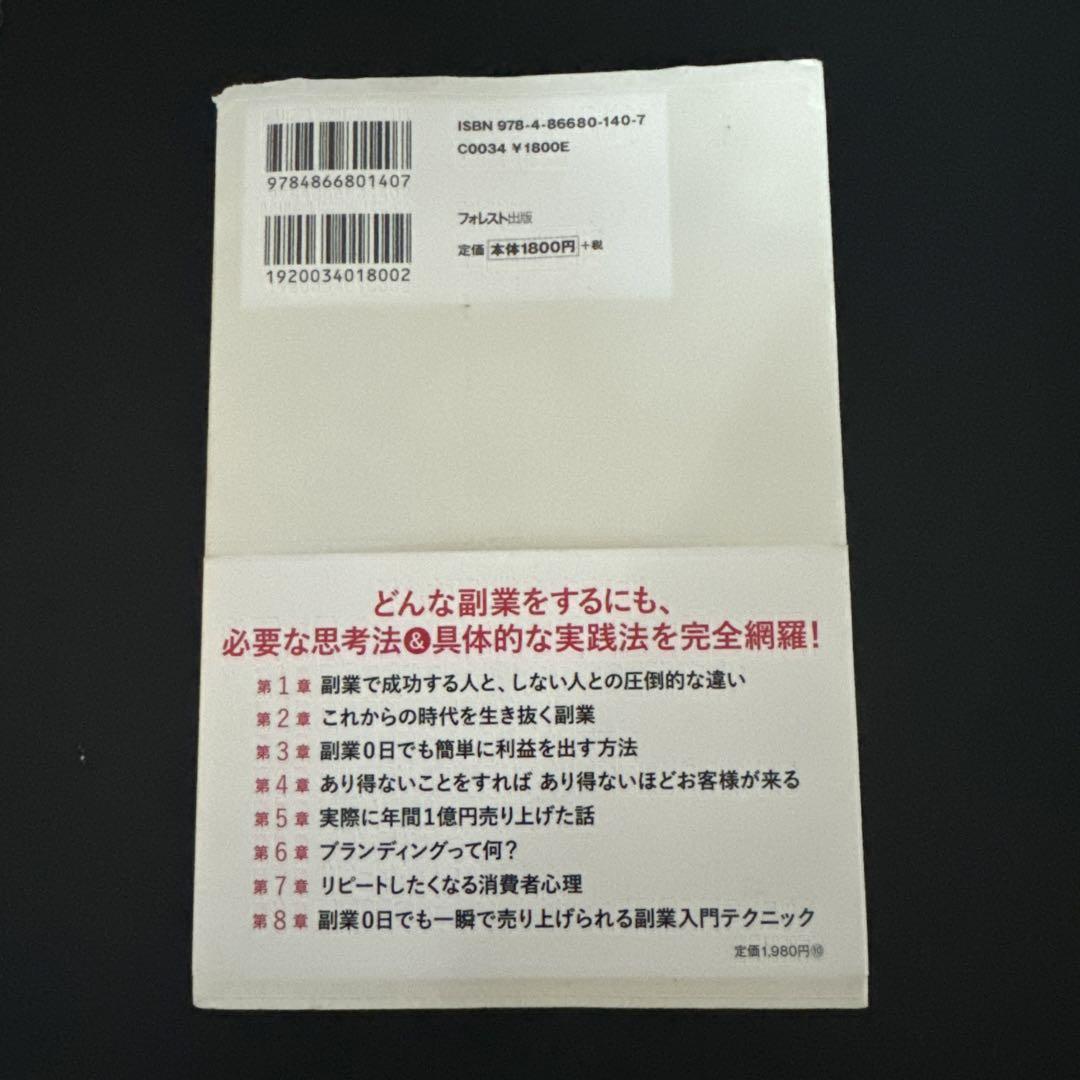 ISBN 978-4-86680-140-7
C0034 ¥1800E
9784866801407
フォレスト出版
定価 本体1800円 +税
1920034018002
どんな副業をするにも、
必要な思考法&具体的な実践法を完全網羅!
第1章 副業で成功する人と、しない人との圧倒的な違い
第2章 これからの時代を生き抜く副業
第3章 副業0日でも簡単に利益を出す方法
第4章 あり得ないことをすれば あり得ないほどお客様が来る
第5章 実際に年間1億円売り上げた話
第6章 ブランディングって何?
第7章 リピートしたくなる消費者心理
第8章 副業0日でも一瞬で売り上げられる副業入門テクニック
定価1,980円⑩